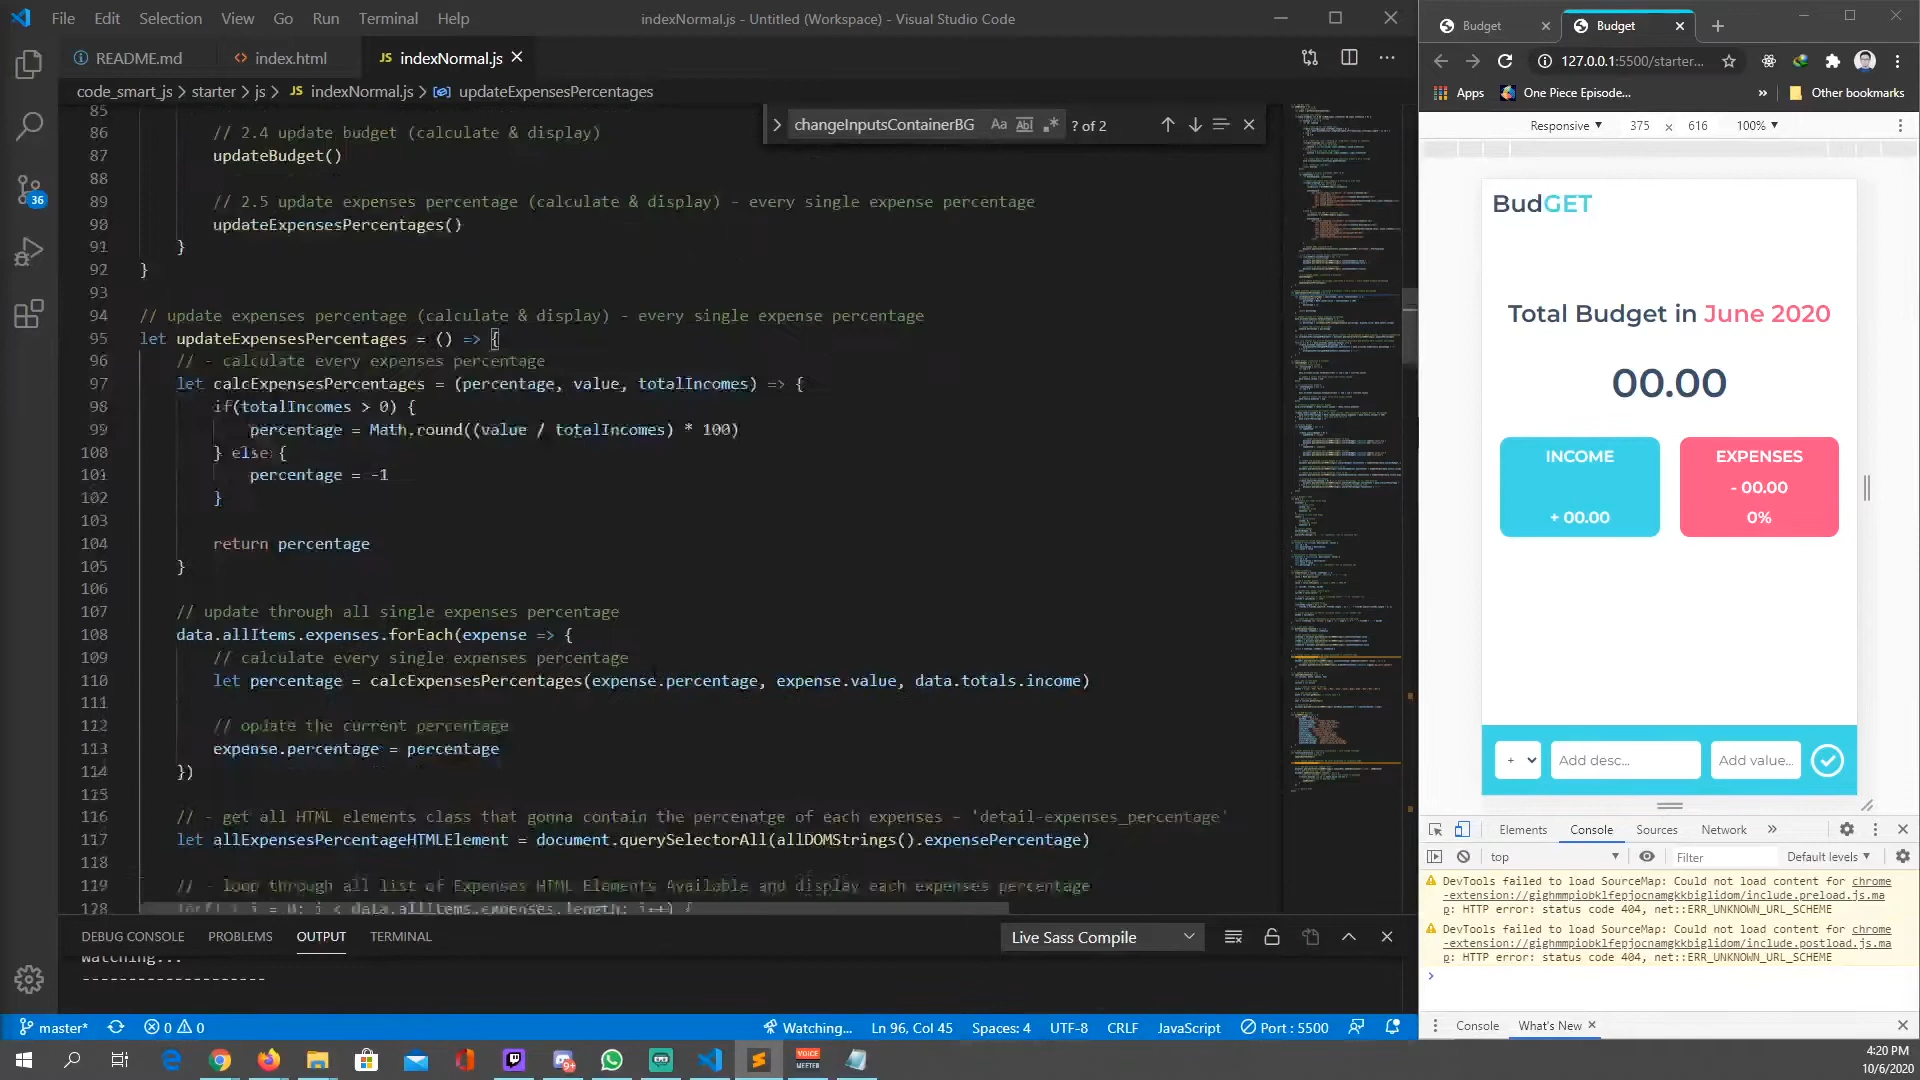 File Edit Selection View Go Run Terminal Help
indexNormal.js - Untitled (Workspace) - Visual Studio Code
README.md
index.html
JS indexNormal.js
code_smart_js > starter > js > JS indexNormal.js > updateExpensesPercentages
changeInputsContainerBG Aa Abl ? of 2
85
86 // 2.4 update budget (calculate & display)
87 updateBudget()
88
89 // 2.5 update expenses percentage (calculate & display) - every single expense percentage
90 updateExpensesPercentages()
91 }
92 }
93
94 // update expenses percentage (calculate & display) - every single expense percentage
95 let updateExpensesPercentages = () => {
96 // - calculate every expenses percentage
97 let calcExpensesPercentages = (percentage, value, totalIncomes) => {
98 if(totalIncomes > 0) {
99 percentage = Math.round((value / totalIncomes) * 100)
100 } else {
101 percentage = -1
102 }
103
104 return percentage
105 }
106
107 // update through all single expenses percentage
108 data.allItems.expenses.forEach(expense => {
109 // calculate every single expenses percentage
110 let percentage = calcExpensesPercentages(expense.percentage, expense.value, data.totals.income)
111
112 // opdate the current percentage
113 expense.percentage = percentage
114 })
115
116 // - get all HTML elements class that gonna contain the percenatge of each expenses - 'detail-expenses_percentage'
117 let allExpensesPercentageHTMLElement = document.querySelectorAll(allDOMStrings().expensePercentage)
118
119 // - loop through all list of Expenses HTML Elements Available and display each expenses percentage
i = 0; i < data.allItems.expenses.length; i++) {
DEBUG CONSOLE PROBLEMS OUTPUT TERMINAL
Live Sass Compile
Watching...
--------------------
36
master* 0 0
Watching... Ln 96, Col 45 Spaces: 4 UTF-8 CRLF JavaScript Port : 5500
Budget
Budget
127.0.0.1:5500/starter...
Apps One Piece Episode... » Other bookmarks
Responsive 375 x 616 100%
BudGET
Total Budget in June 2020
00.00
INCOME
+ 00.00
EXPENSES
- 00.00
0%
+ Add desc... Add value...
Elements Console Sources Network »
top Filter Default levels
DevTools failed to load SourceMap: Could not load content for chrome
-extension://gighmmpiobklfepjocnamgkkbiglidom/include.preload.js.ma
p: HTTP error: status code 404, net::ERR_UNKNOWN_URL_SCHEME
DevTools failed to load SourceMap: Could not load content for chrome
-extension://gighmmpiobklfepjocnamgkkbiglidom/include.postload.js.ma
p: HTTP error: status code 404, net::ERR_UNKNOWN_URL_SCHEME
Console What's New
9+
VOICE
MEETER
4:20 PM
10/6/2020